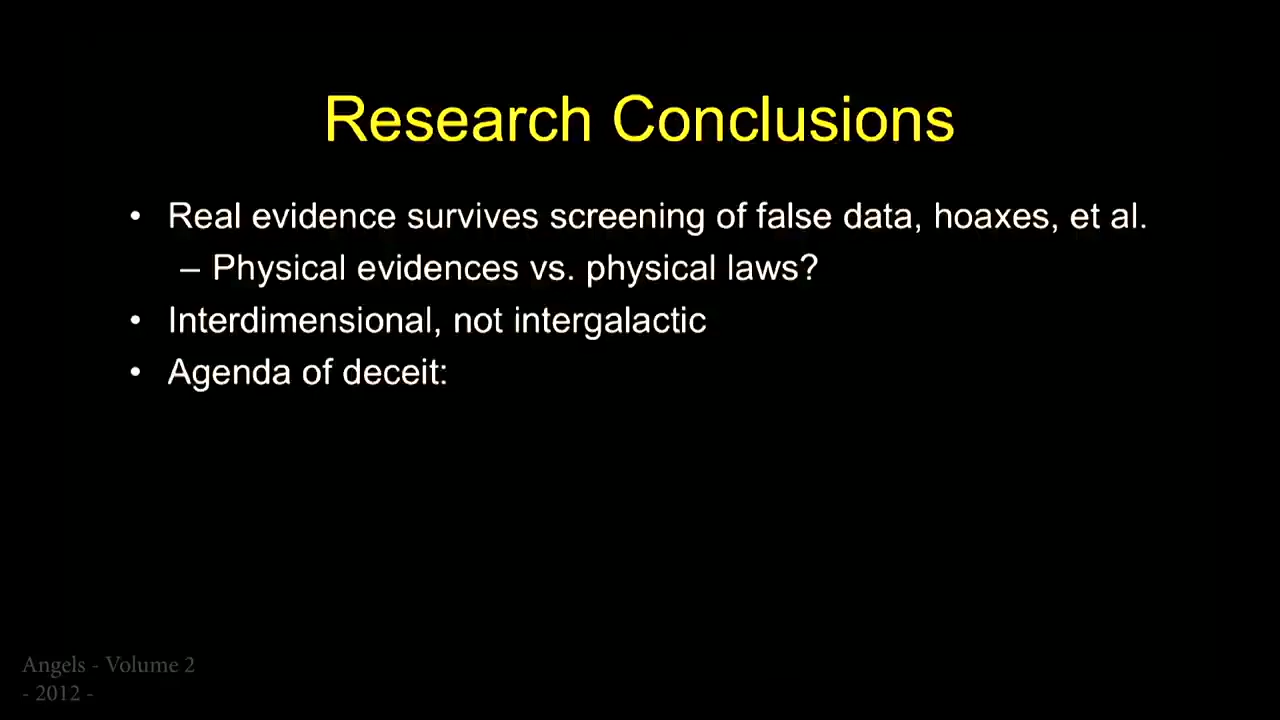 Research Conclusions
• Real evidence survives screening of false data, hoaxes, et al.
– Physical evidences vs. physical laws?
• Interdimensional, not intergalactic
• Agenda of deceit:
Angels - Volume 2
- 2012 -